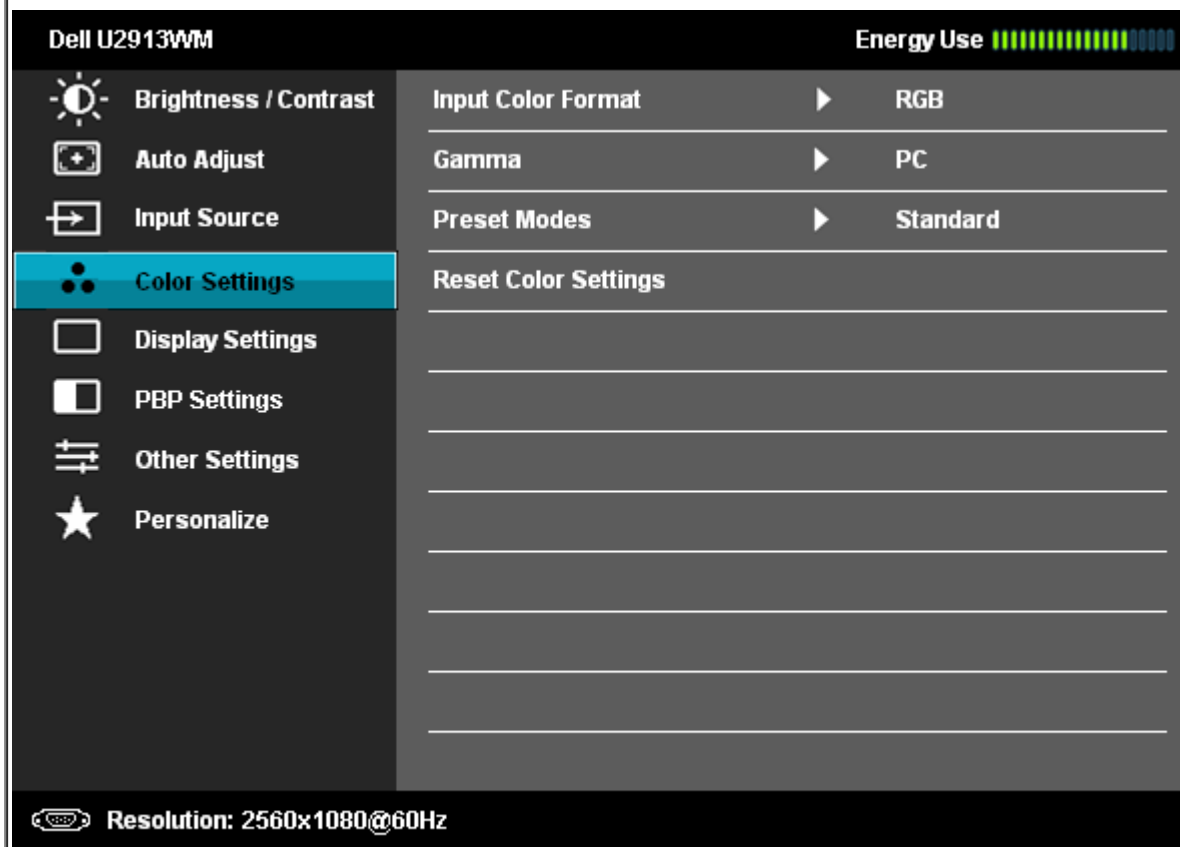 Dell U2913WM Energy Use
Brightness / Contrast Input Color Format RGB
Auto Adjust Gamma PC
Input Source Preset Modes Standard
Color Settings Reset Color Settings
Display Settings
PBP Settings
Other Settings
Personalize
Resolution: 2560x1080@60Hz